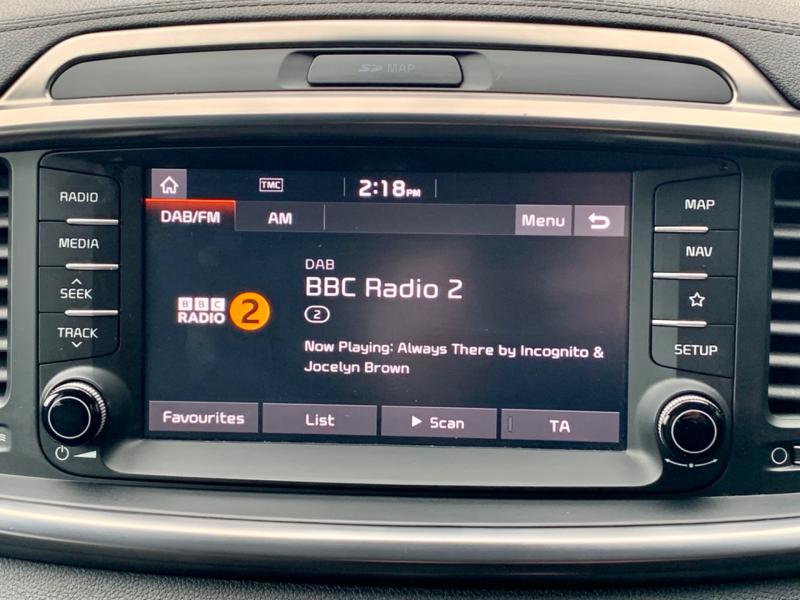 SD MAP
RADIO
MEDIA
SEEK
TRACK
TMC
2:18PM
DAB/FM
AM
Menu
BBC
RADIO 2
DAB
BBC Radio 2
2
Now Playing: Always There by Incognito &
Jocelyn Brown
Favourites
List
Scan
TA
MAP
NAV
SETUP